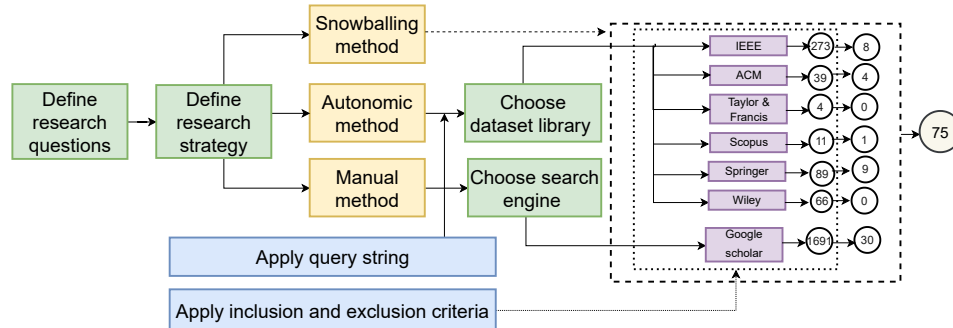 Snowballing
method
Define
research
questions
Define
research
strategy
Autonomic
method
Manual
method
Choose
dataset library
Choose search
engine
Apply query string
Apply inclusion and exclusion criteria
IEEE 273 8
ACM 39 4
Taylor &
Francis 4 0
Scopus 11 1
Springer 89 9
Wiley 66 0
Google
scholar 1691 30
75